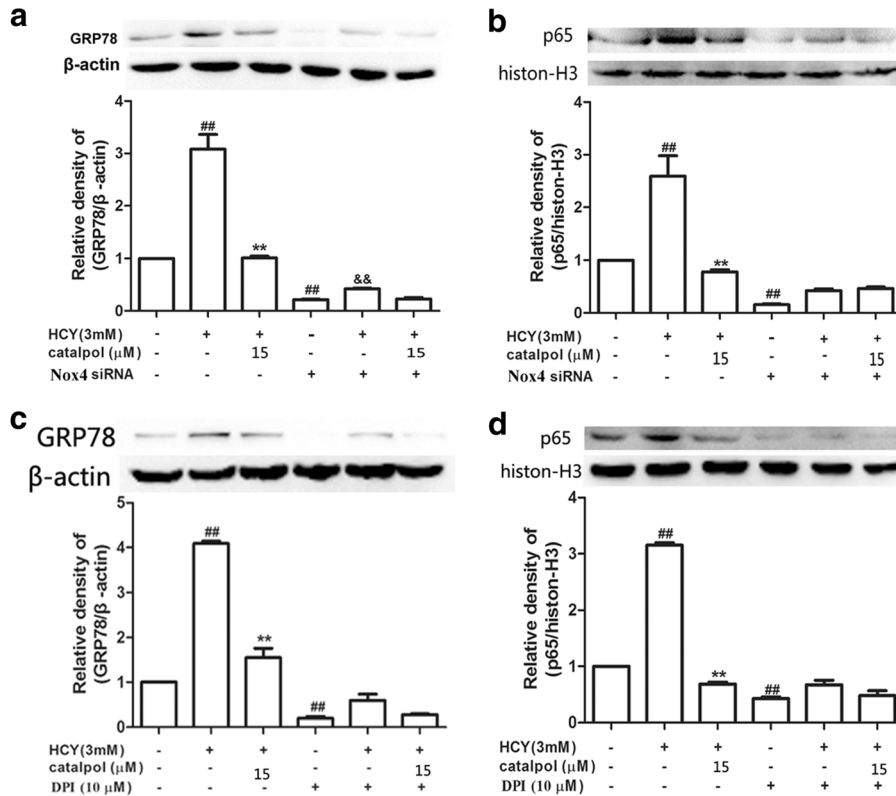 a
GRP78
β-actin
Relative density of
(GRP78/β -actin)
4
3
2
1
0
##
**
##
&&
HCY(3mM) - + + - + +
catalpol (μM) - - 15 - - 15
Nox4 siRNA - - - + + +
b
p65
histon-H3
Relative density of
(p65/histon-H3)
4
3
2
1
0
##
**
##
HCY(3mM) - + + - + +
catalpol (μM) - - 15 - - 15
Nox4 siRNA - - - + + +
c
GRP78
β-actin
Relative density of
(GRP78/β -actin)
5
4
3
2
1
0
##
**
##
HCY(3mM) - + + - + +
catalpol (μM) - - 15 - - 15
DPI (10 μM) - - - + + +
d
p65
histon-H3
Relative density of
(p65/histon-H3)
4
3
2
1
0
##
**
##
HCY(3mM) - + + - + +
catalpol (μM) - - 15 - - 15
DPI (10 μM) - - - + + +